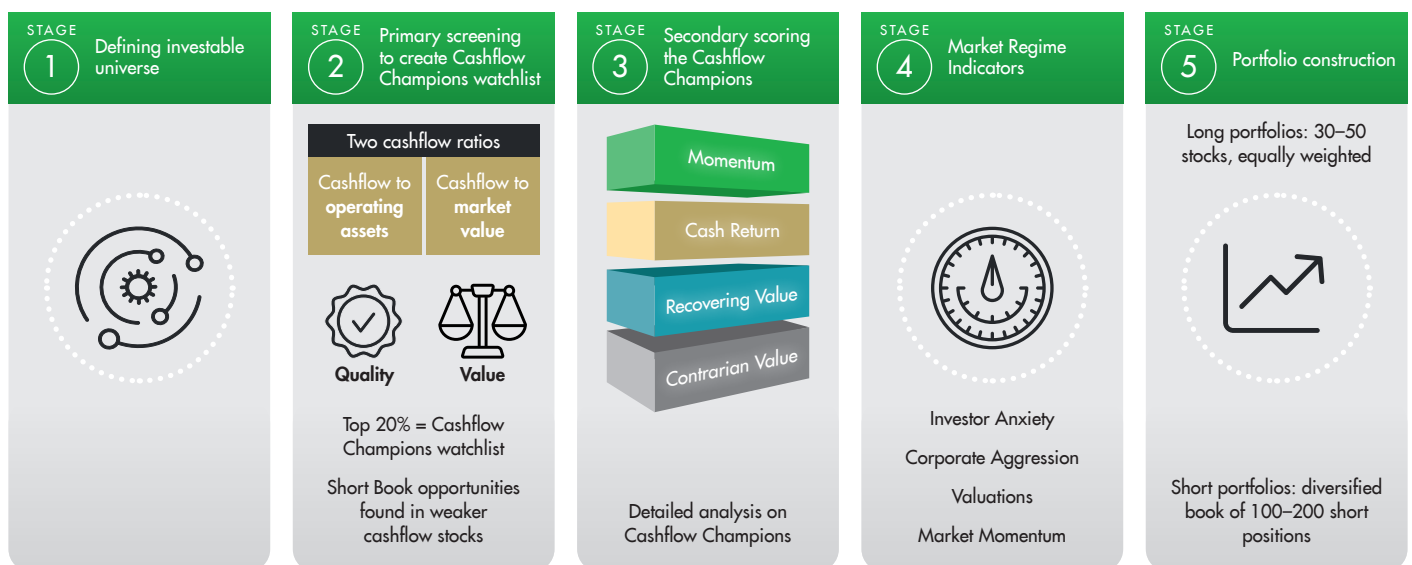 STAGE
1
Defining investable
universe
STAGE
2
Primary screening
to create Cashflow
Champions watchlist
Two cashflow ratios
Cashflow to
operating
assets
Cashflow to
market
value
Quality
Value
Top 20% = Cashflow
Champions watchlist
Short Book opportunities
found in weaker
cashflow stocks
STAGE
3
Secondary scoring
the Cashflow
Champions
Momentum
Cash Return
Recovering Value
Contrarian Value
Detailed analysis on
Cashflow Champions
STAGE
4
Market Regime
Indicators
Investor Anxiety
Corporate Aggression
Valuations
Market Momentum
STAGE
5
Portfolio construction
Long portfolios: 30–50
stocks, equally weighted
Short portfolios: diversified
book of 100–200 short
positions